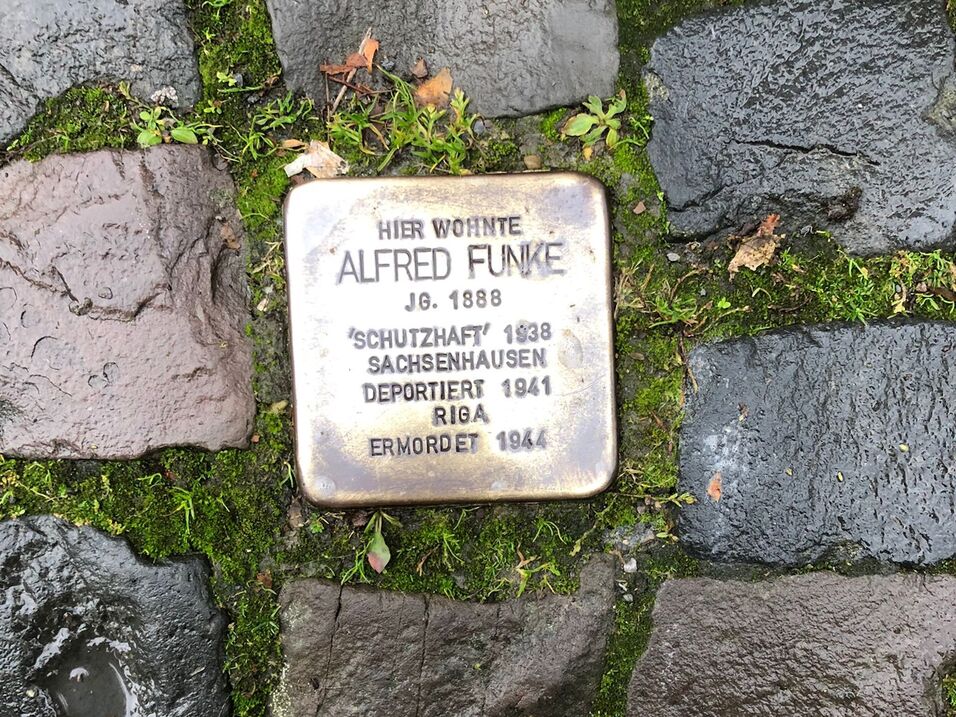 HIER WOHNTE
ALFRED FUNKE
JG. 1888
'SCHUTZHAFT' 1938
SACHSENHAUSEN
DEPORTIERT 1941
RIGA
ERMORDET 1944